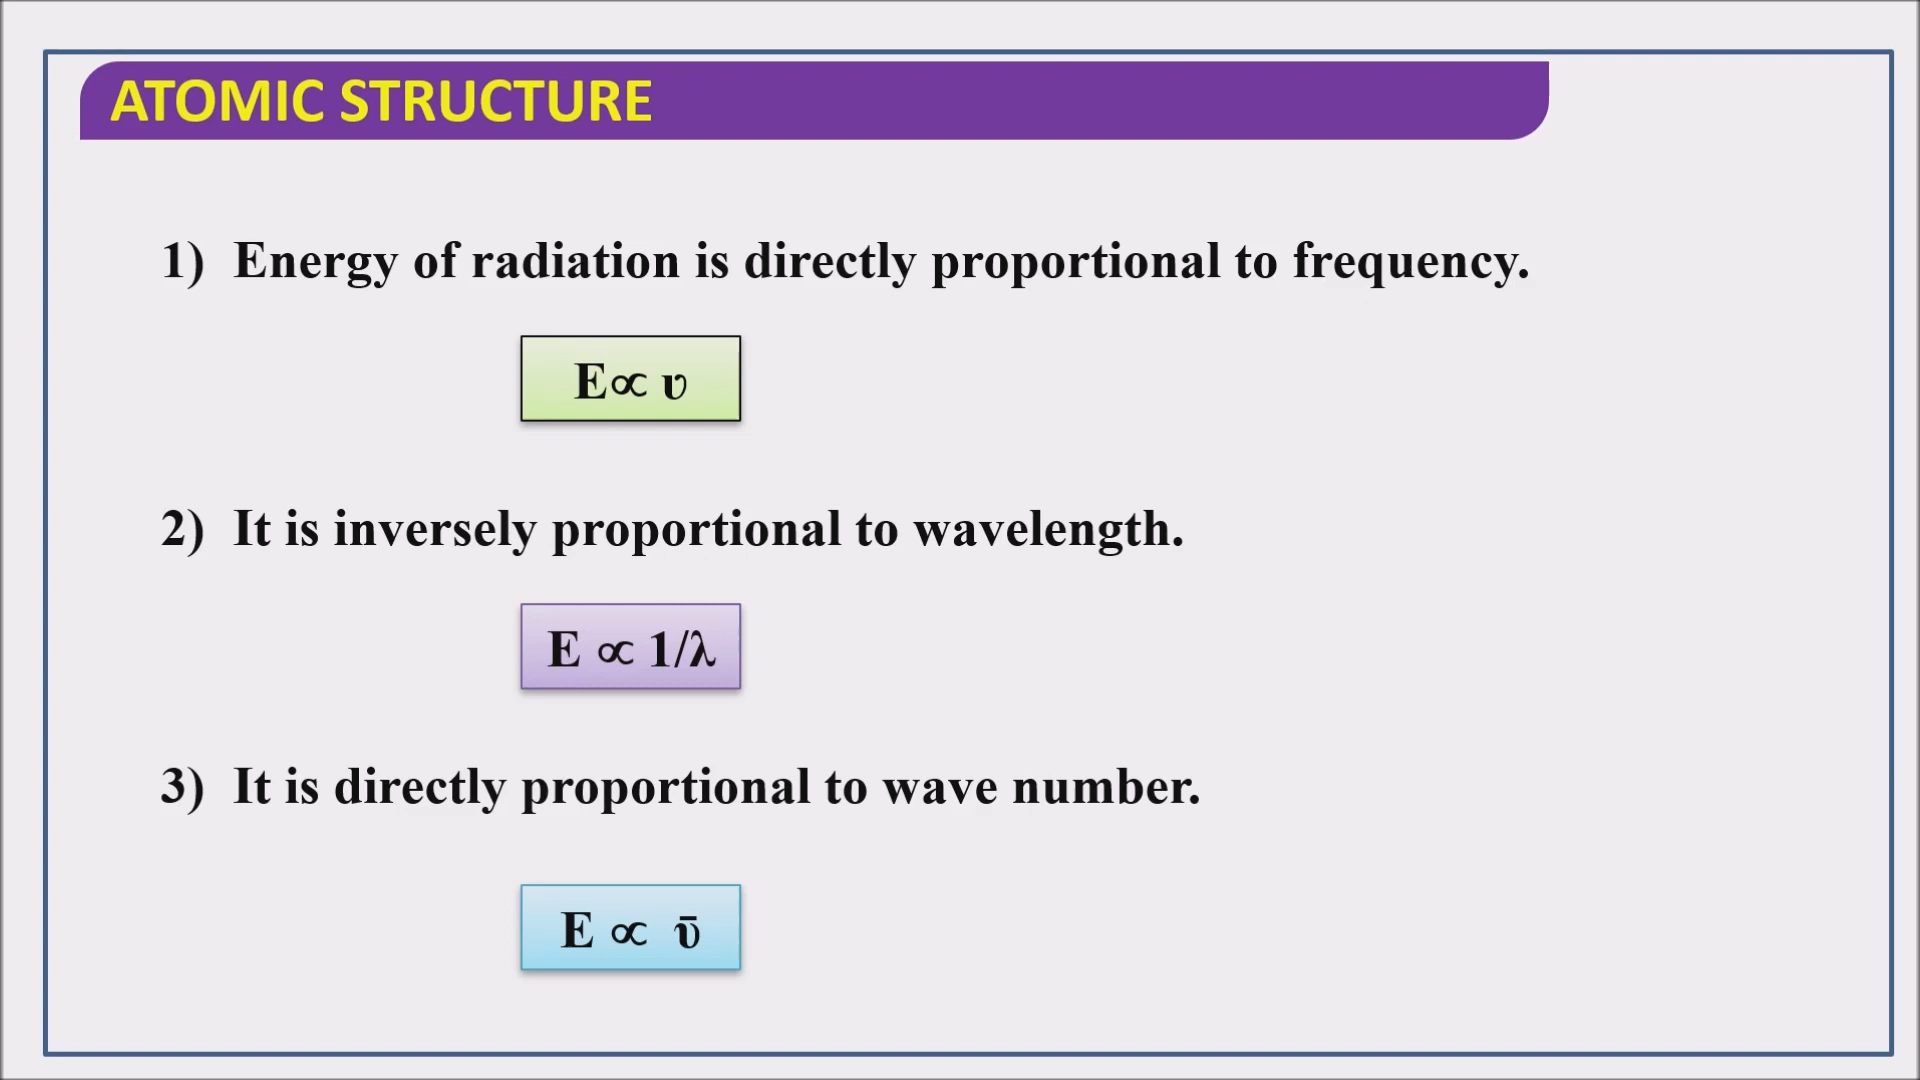 ATOMIC STRUCTURE
1) Energy of radiation is directly proportional to frequency.
E∝ υ
2) It is inversely proportional to wavelength.
E ∝ 1/λ
3) It is directly proportional to wave number.
E ∝ ῡ